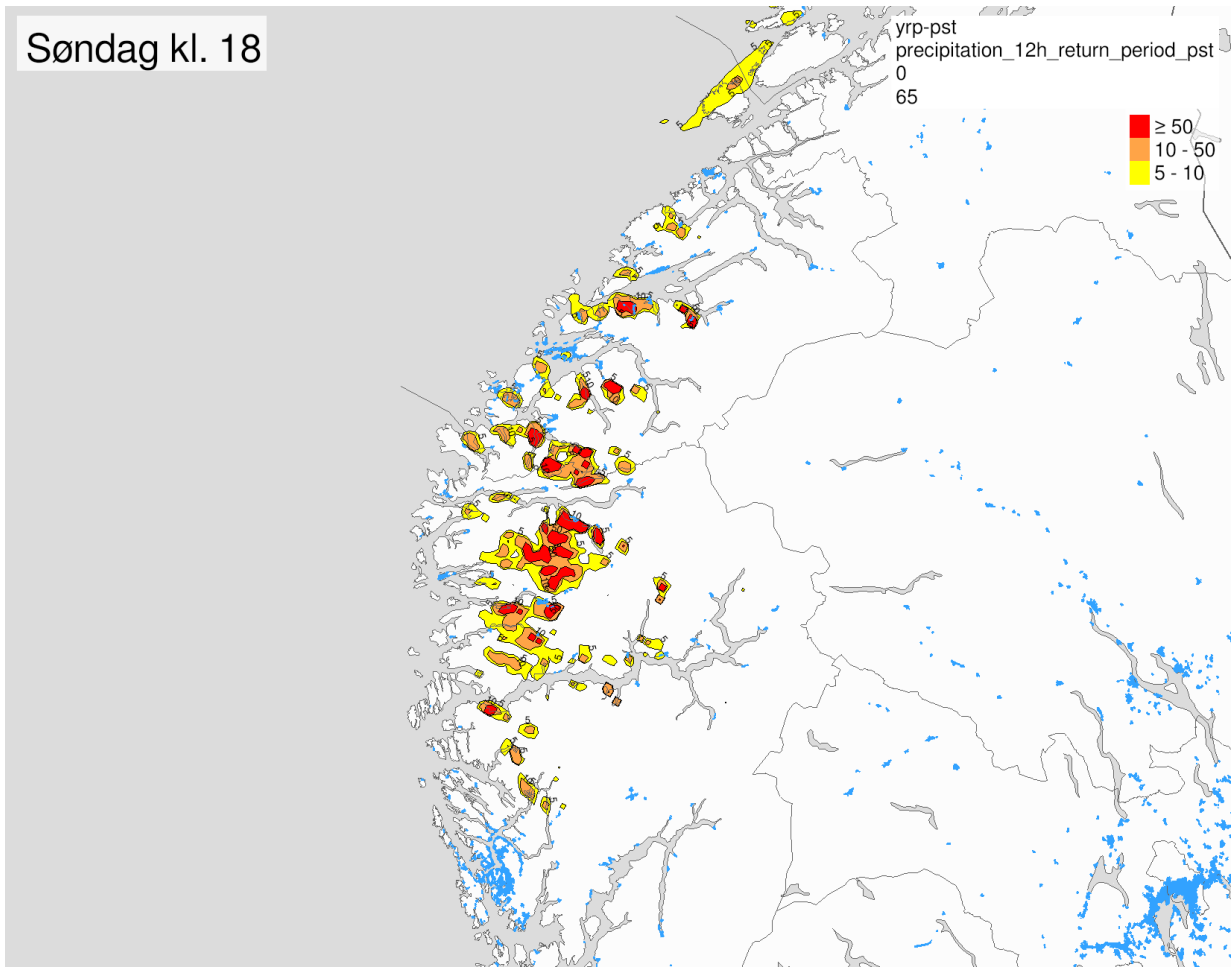 Søndag kl. 18
yrp-pst
precipitation_12h_return_period_pst
0
65
≥ 50
10 - 50
5 - 10